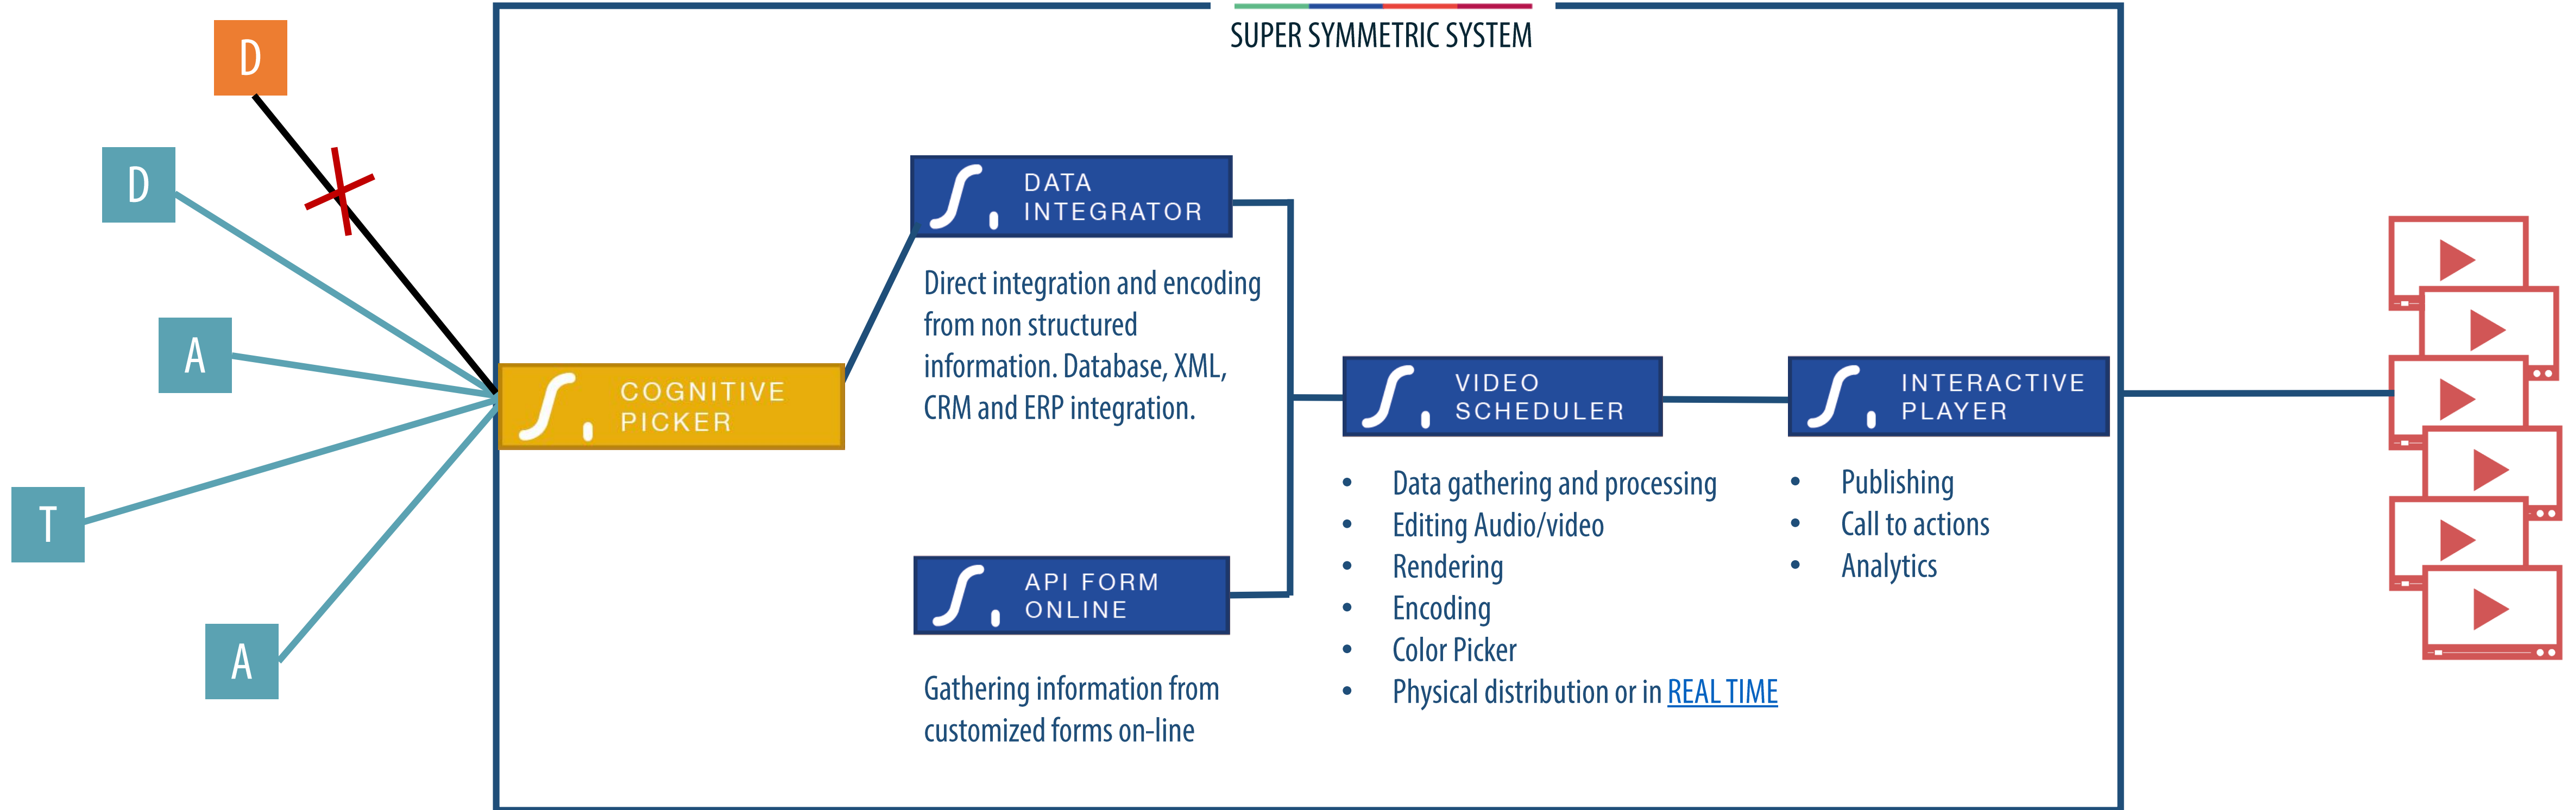 SUPER SYMMETRIC SYSTEM
D
D
A
T
A
COGNITIVE
PICKER
DATA
INTEGRATOR
Direct integration and encoding
from non structured
information. Database, XML,
CRM and ERP integration.
API FORM
ONLINE
Gathering information from
customized forms on-line
VIDEO
SCHEDULER
• Data gathering and processing
• Editing Audio/video
• Rendering
• Encoding
• Color Picker
• Physical distribution or in REAL TIME
INTERACTIVE
PLAYER
• Publishing
• Call to actions
• Analytics